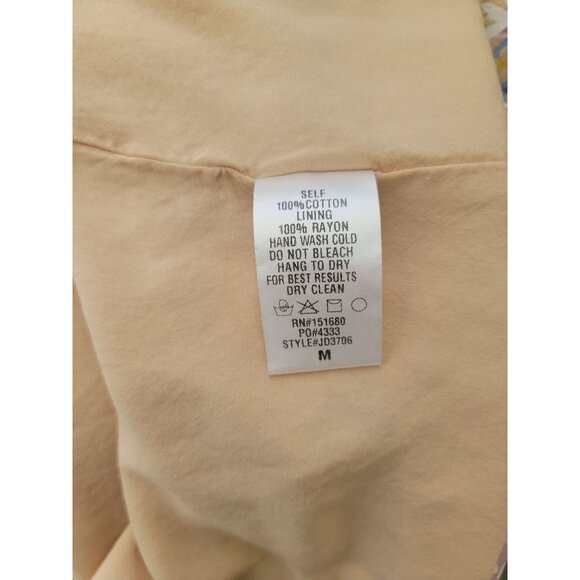 SELF
100%COTTON
LINING
100% RAYON
HAND WASH COLD
DO NOT BLEACH
HANG TO DRY
FOR BEST RESULTS
DRY CLEAN
RN#151680
PO#4333
STYLE#JD3706
M